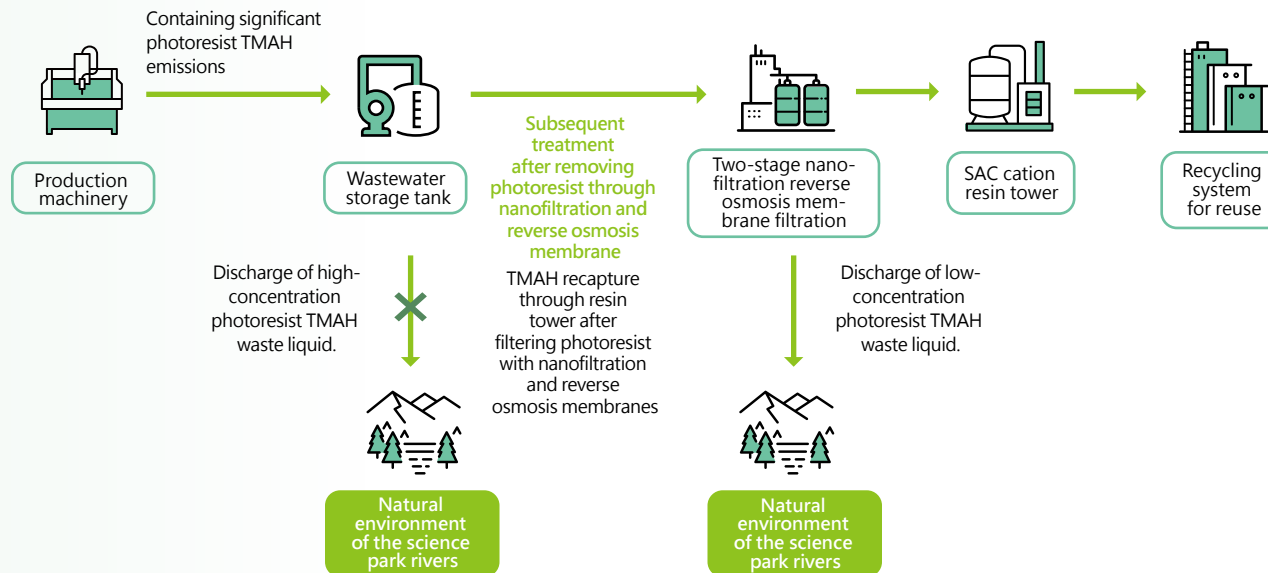 Containing significant
photoresist TMAH
emissions
Production
machinery
Wastewater
storage tank
Subsequent
treatment
after removing
photoresist through
nanofiltration and
reverse osmosis
membrane
TMAH recapture
through resin
tower after
filtering photoresist
with nanofiltration
and reverse
osmosis membranes
Two-stage nano-
filtration reverse
osmosis mem-
brane filtration
SAC cation
resin tower
Recycling
system
for reuse
Discharge of high-
concentration
photoresist TMAH
waste liquid.
Discharge of low-
concentration
photoresist TMAH
waste liquid.
Natural
environment
of the science
park rivers
Natural
environment
of the science
park rivers